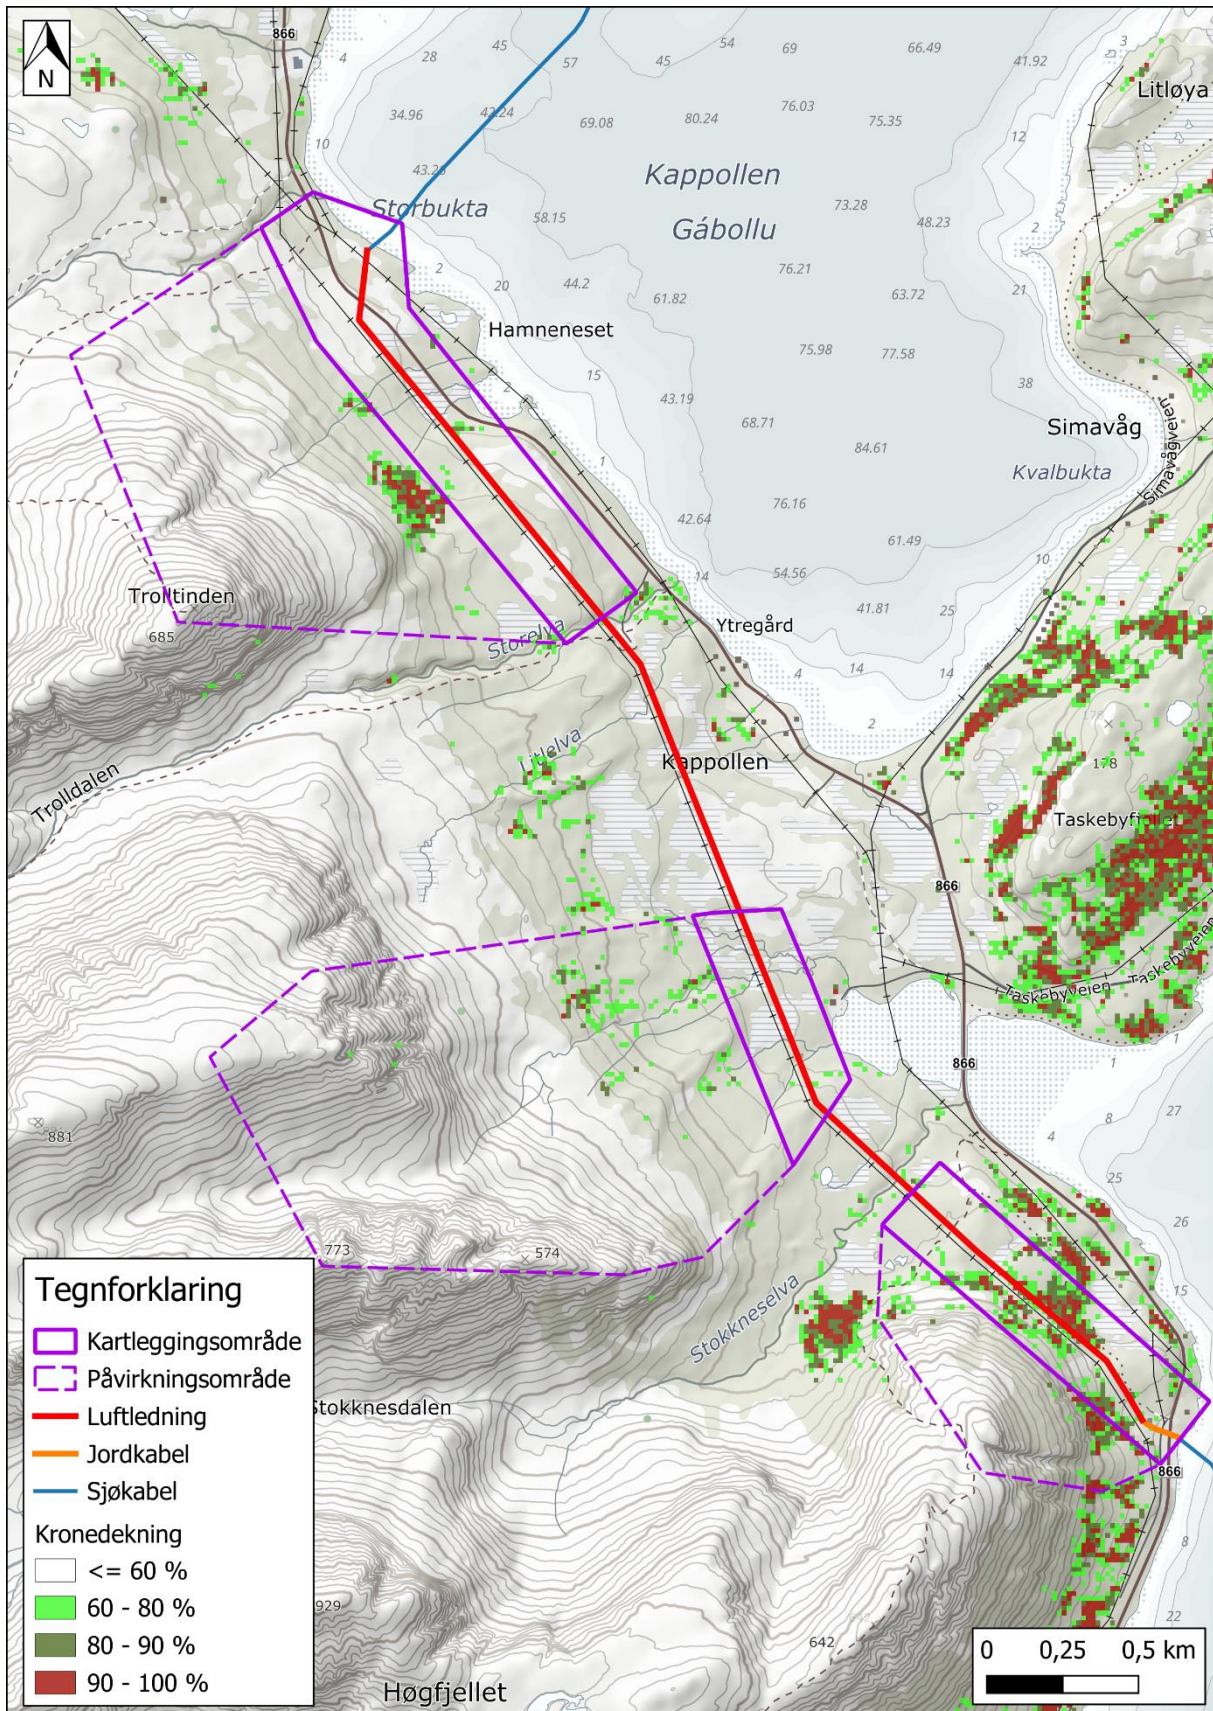 866
4
28
45
57
45
54
69
66.49
41.92
3
N
Litløya
34.96
42.24
69.08
80.24
76.03
75.35
12
10
43.26
Kappollen
Storbukta
58.15
Gábollu
73.28
48.23
2
2
20
44.2
61.82
76.21
63.72
21
Hamneneset
75.98
77.58
2
15
43.19
38
68.71
84.61
Simavåg
1
Kvalbukta
Simavågveien
76.16
42.64
61.49
54.56
10
14
41.81
25
Trolltinden
685
Storelva
Ytregård
4
14
14
2
Litlelva
Kappollen
178
Trolldalen
Taskebyfjellet
866
Taskebyveien
Taskebyveien
866
1
1
881
8
27
4
25
26
773
574
15
Stokkneselva
Stokknesdalen
866
8
929
642
22
Høgfjellet
Tegnforklaring
Kartleggingsområde
Påvirkningsområde
Luftledning
Jordkabel
Sjøkabel
Kronedekning
<= 60 %
60 - 80 %
80 - 90 %
90 - 100 %
0 0,25 0,5 km